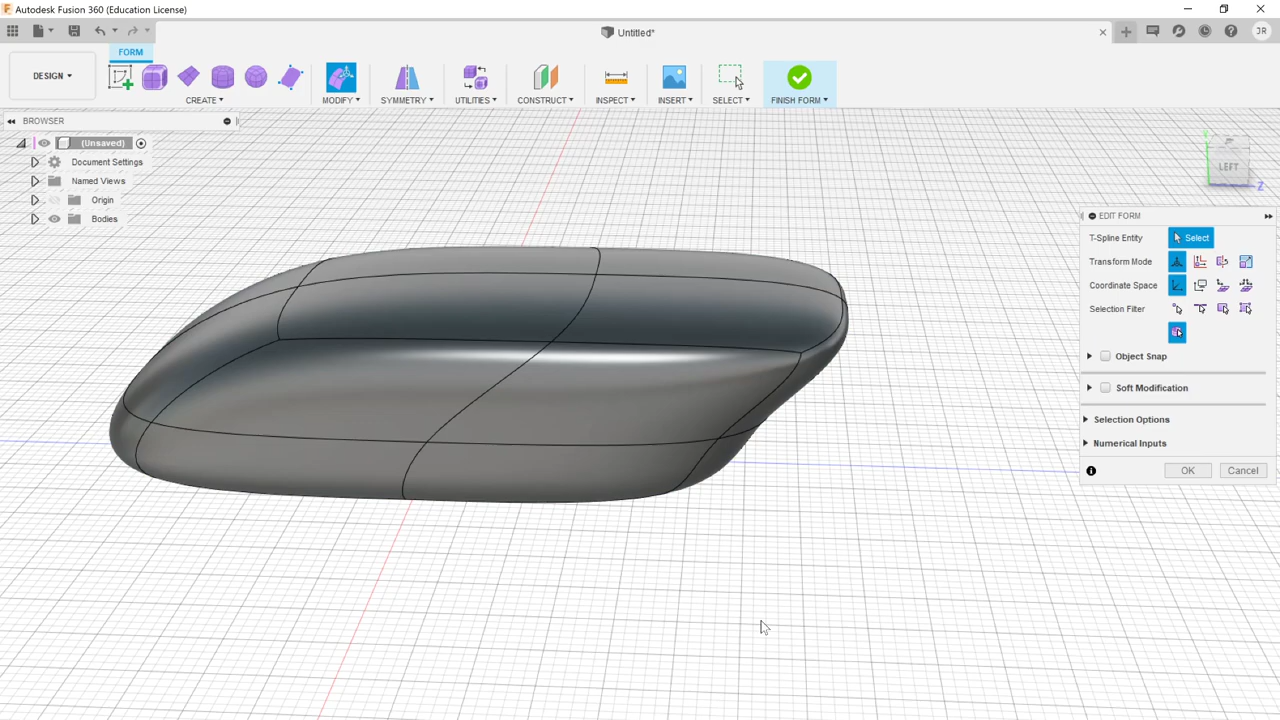 Autodesk Fusion 360 (Education License)
Untitled*
JR
FORM
DESIGN
CREATE
MODIFY
SYMMETRY
UTILITIES
CONSTRUCT
INSPECT
INSERT
SELECT
FINISH FORM
BROWSER
(Unsaved)
Document Settings
Named Views
Origin
Bodies
Y
LEFT
Z
EDIT FORM
T-Spline Entity
Select
Transform Mode
Coordinate Space
Selection Filter
Object Snap
Soft Modification
Selection Options
Numerical Inputs
OK
Cancel